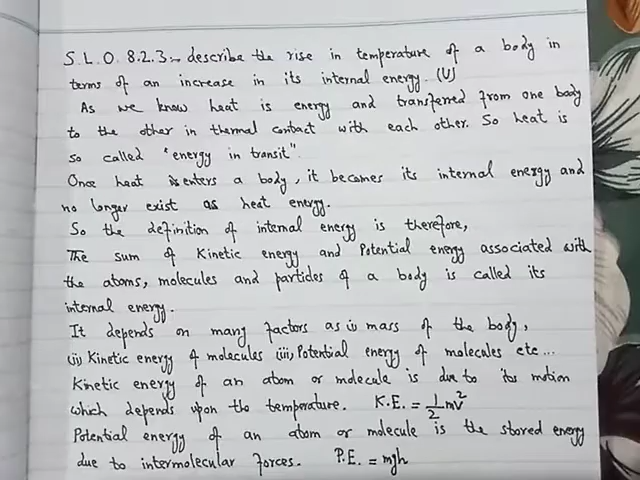 S.L.O. 8.2.3:~ describe the rise in temperature of a body in
terms of an increase in its internal energy. (U)
As we know heat is energy and transferred from one body
to the other in thermal contact with each other. So heat is
so called "energy in transit".
Once heat enters a body, it becomes its internal energy and
no longer exist as heat energy.
So the definition of internal energy is therefore,
The sum of Kinetic energy and Potential energy associated with
the atoms, molecules and particles of a body is called its
internal energy.
It depends on many factors as (i) mass of the body,
(ii) Kinetic energy of molecules (iii) Potential energy of molecules etc...
Kinetic energy of an atom or molecule is due to its motion
which depends upon the temperature. K.E. = 1/2 mv²
Potential energy of an atom or molecule is the stored energy
due to intermolecular forces. P.E. = mgh